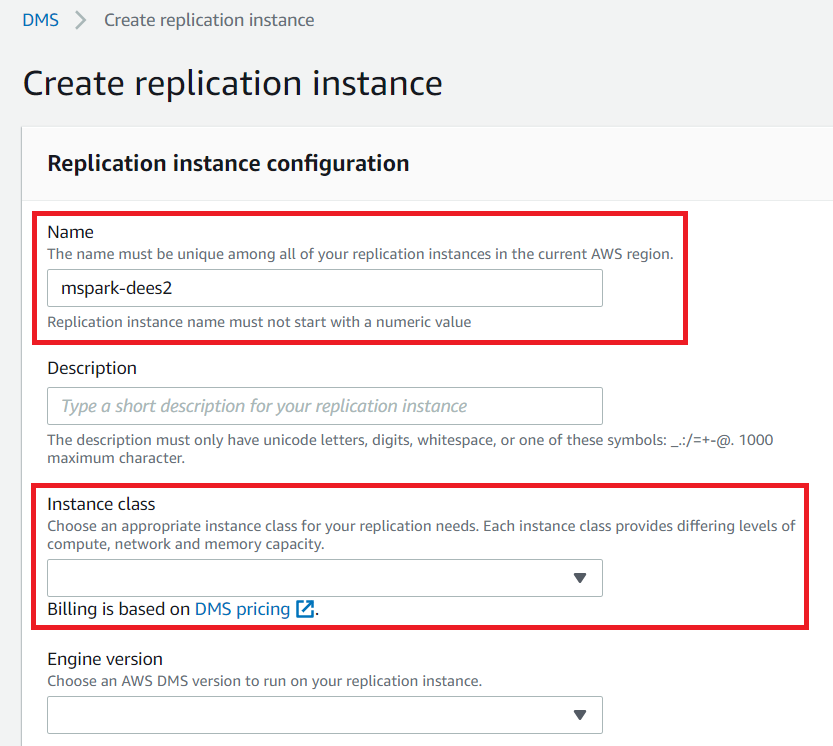 DMS > Create replication instance
Create replication instance
Replication instance configuration
Name
The name must be unique among all of your replication instances in the current AWS region.
mspark-dees2
Replication instance name must not start with a numeric value
Description
Type a short description for your replication instance
The description must only have unicode letters, digits, whitespace, or one of these symbols: _.:/=+-@. 1000
maximum character.
Instance class
Choose an appropriate instance class for your replication needs. Each instance class provides differing levels of
compute, network and memory capacity.
Billing is based on DMS pricing .
Engine version
Choose an AWS DMS version to run on your replication instance.